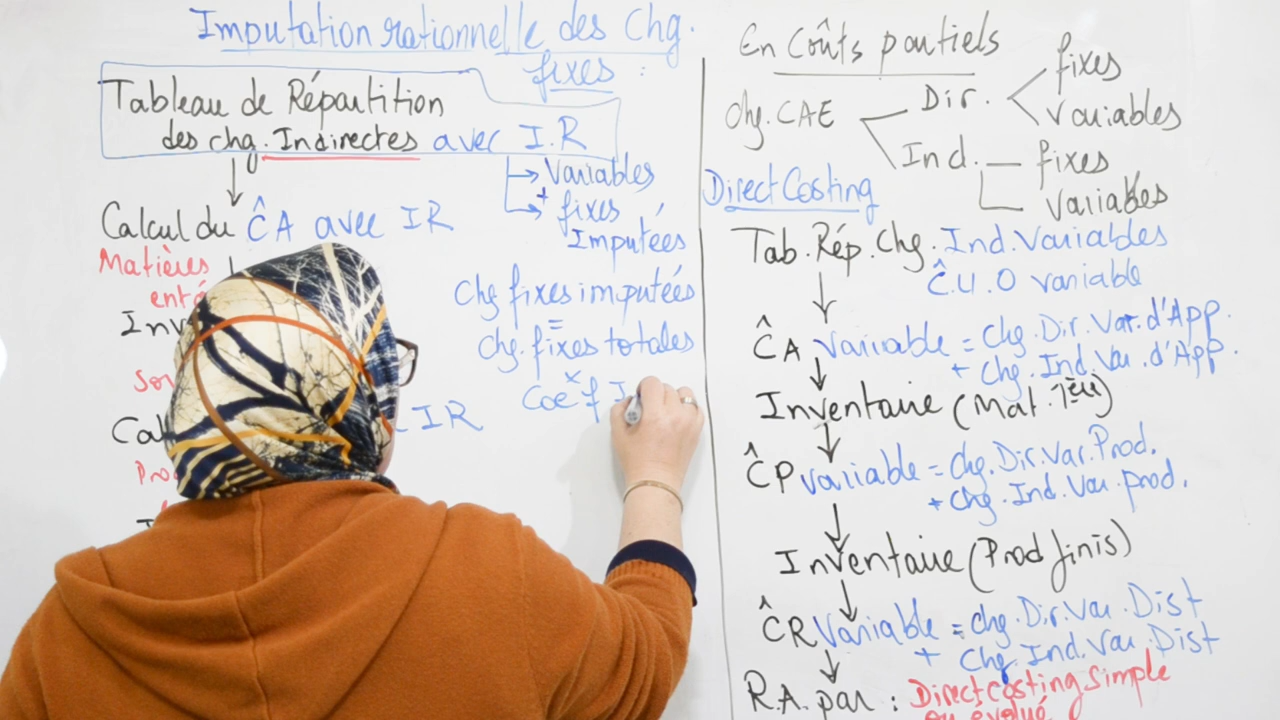 Imputation rationnelle des Chg.
fixes :
Tableau de Répartition
des chg. Indirectes avec I.R
→ Variables
+
→ fixes
Imputées
Calcul du ĈA avec IR
Matières
Chg fixes imputées
=
Chg. fixes totales
x
Coef I
IR
En Coûts partiels
Chg. CAE
Dir.
fixes
Variables
Ind.
fixes
Variables
Direct Costing
Tab. Rép. Chg. Ind. Variables
Ĉ.U.O variable
ĈA Variable = Chg. Dir. Var. d'App.
+ Chg. Ind. Var. d'App.
Inventaire (Mat. 1ère)
ĈP variable = Chg. Dir. Var. Prod.
+ Chg. Ind. Var. prod.
Inventaire (Prod finis)
ĈR Variable = Chg. Dir. Var. Dist
+ Chg. Ind. Var. Dist
R.A. par : Direct costing simple
ou évolué